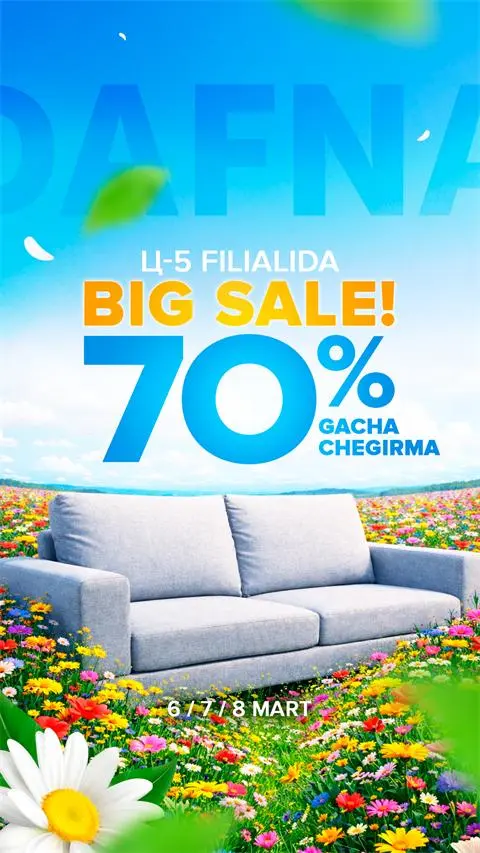 DAFNA
Ц-5 FILIALIDA
BIG SALE!
70%
GACHA
CHEGIRMA
6 / 7 / 8 MART